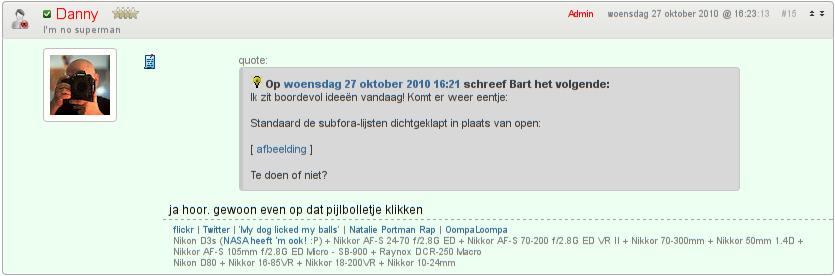 Danny
Admin woensdag 27 oktober 2010 @ 16:23:13 #15
I'm no superman
quote:
Op woensdag 27 oktober 2010 16:21 schreef Bart het volgende:
Ik zit boordevol ideeën vandaag! Komt er weer eentje:
Standaard de subfora-lijsten dichtgeklapt in plaats van open:
[ afbeelding ]
Te doen of niet?
ja hoor. gewoon even op dat pijlbolletje klikken
flickr | Twitter | 'My dog licked my balls' | Natalie Portman Rap | OompaLoompa
Nikon D3s (NASA heeft 'm ook! :P) + Nikkor AF-S 24-70 f/2.8G ED + Nikkor AF-S 70-200 f/2.8G ED VR II + Nikkor 70-300mm + Nikkor 50mm 1.4D +
Nikkor AF-S 105mm f/2.8G ED Micro - SB-900 + Raynox DCR-250 Macro
Nikon D80 + Nikkor 16-85VR + Nikkor 18-200VR + Nikkor 10-24mm